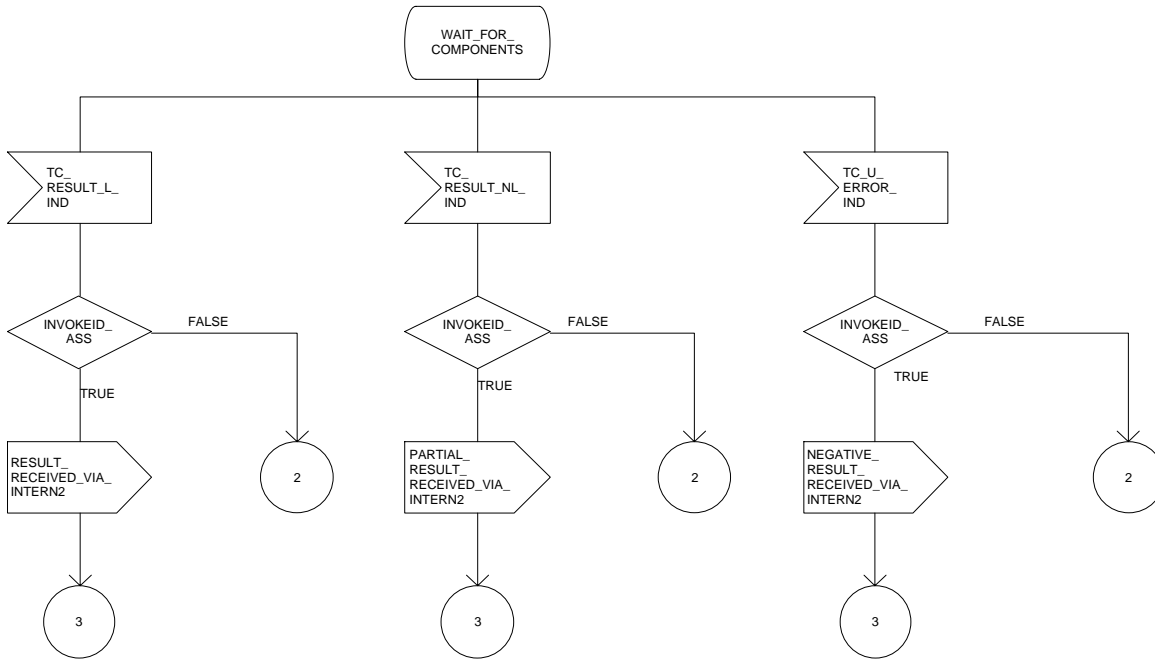 WAIT_FOR_
COMPONENTS
TC_
RESULT_L_
IND
TC_
RESULT_NL_
IND
TC_U_
ERROR_
IND
INVOKEID_
ASS
FALSE
TRUE
INVOKEID_
ASS
FALSE
TRUE
INVOKEID_
ASS
FALSE
TRUE
RESULT_
RECEIVED_VIA_
INTERN2
2
PARTIAL_
RESULT_
RECEIVED_VIA_
INTERN2
2
NEGATIVE_
RESULT_
RECEIVED_VIA_
INTERN2
2
3
3
3